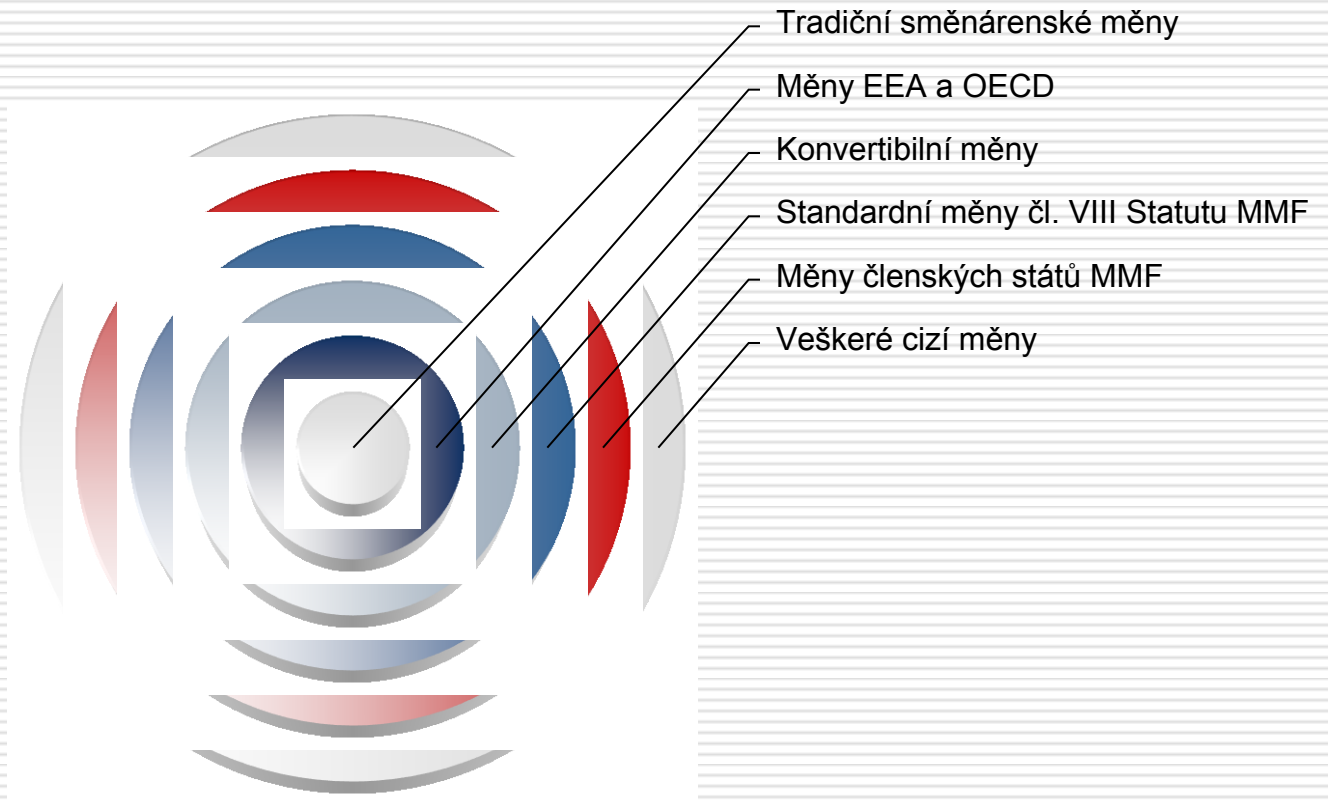 Tradiční směnárenské měny
Měny EEA a OECD
Konvertibilní měny
Standardní měny čl. VIII Statutu MMF
Měny členských států MMF
Veškeré cizí měny